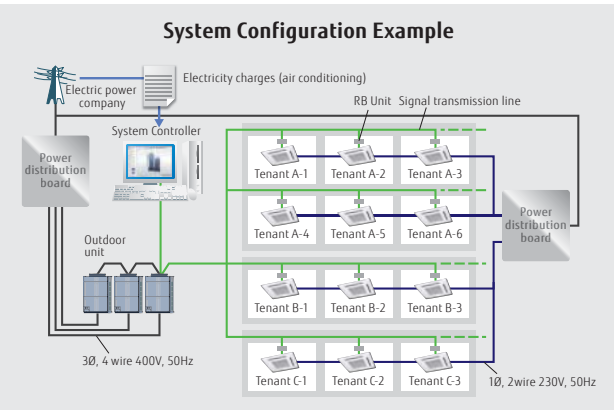 System Configuration Example
Electricity charges (air conditioning)
Electric power
company
RB Unit
Signal transmission line
System Controller
Power
distribution
board
Tenant A-1
Tenant A-2
Tenant A-3
Tenant A-4
Tenant A-5
Tenant A-6
Power
distribution
board
Outdoor
unit
Tenant B-1
Tenant B-2
Tenant B-3
3Ø, 4 wire 400V, 50Hz
Tenant C-1
Tenant C-2
Tenant C-3
1Ø, 2wire 230V, 50Hz